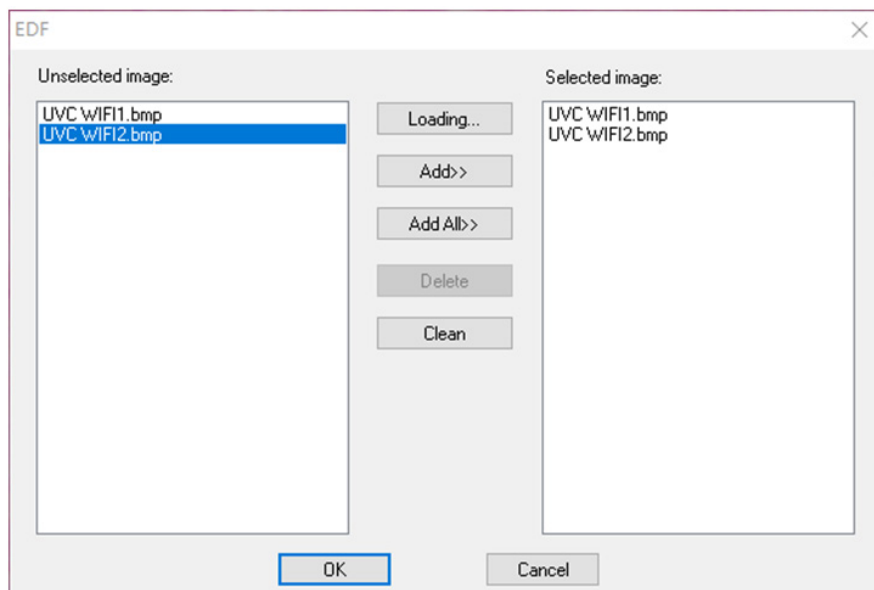 EDF
Unselected image:
UVC WIFI1.bmp
UVC WIFI2.bmp
Loading...
Add>>
Add All>>
Delete
Clean
Selected image:
UVC WIFI1.bmp
UVC WIFI2.bmp
OK
Cancel